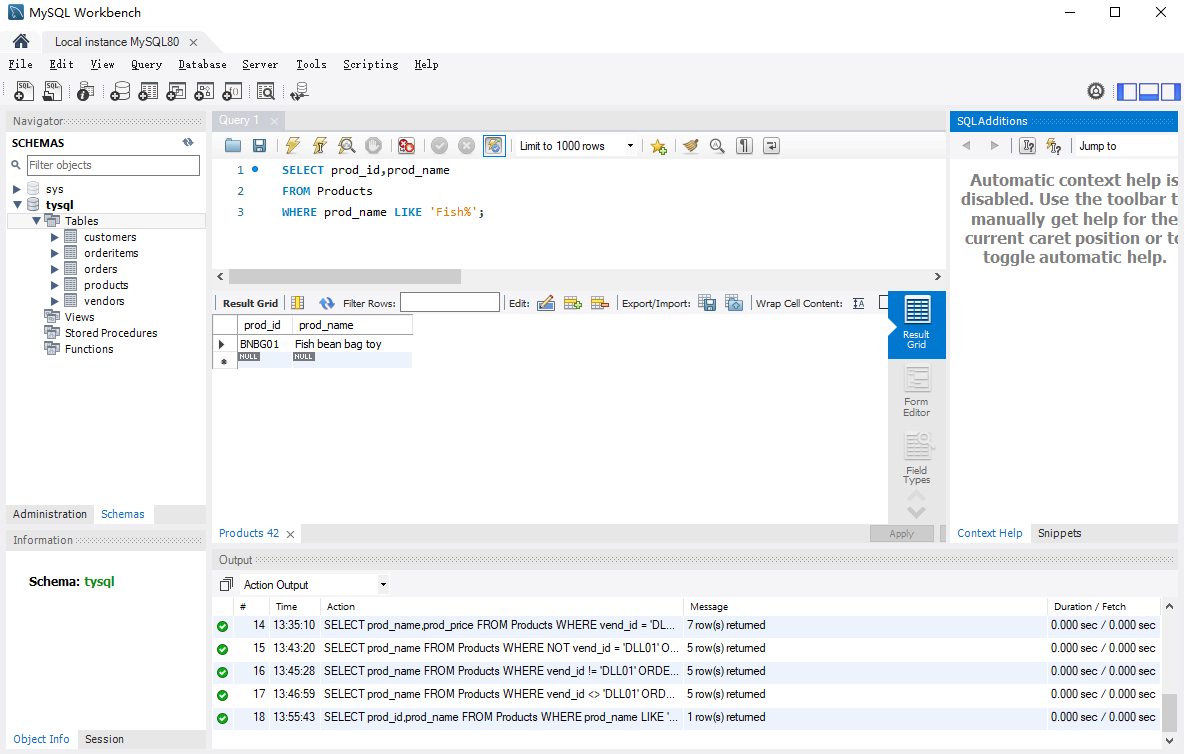 MySQL Workbench
Local instance MySQL80
File Edit View Query Database Server Tools Scripting Help
Navigator
SCHEMAS
Filter objects
sys
tysql
Tables
customers
orderitems
orders
products
vendors
Views
Stored Procedures
Functions
Administration Schemas
Information
Schema: tysql
Object Info Session
Query 1
Limit to 1000 rows
1 SELECT prod_id,prod_name
2 FROM Products
3 WHERE prod_name LIKE 'Fish%';
Result Grid Filter Rows: Edit: Export/Import: Wrap Cell Content:
prod_id prod_name
BNBG01 Fish bean bag toy
NULL NULL
Result
Grid
Form
Editor
Field
Types
Products 42
Apply
SQLAdditions
Jump to
Automatic context help is
disabled. Use the toolbar t
manually get help for the
current caret position or to
toggle automatic help.
Context Help Snippets
Output
Action Output
# Time Action Message Duration / Fetch
14 13:35:10 SELECT prod_name,prod_price FROM Products WHERE vend_id = 'DL... 7 row(s) returned 0.000 sec / 0.000 sec
15 13:43:20 SELECT prod_name FROM Products WHERE NOT vend_id = 'DLL01' O... 5 row(s) returned 0.000 sec / 0.000 sec
16 13:45:28 SELECT prod_name FROM Products WHERE vend_id != 'DLL01' ORDE... 5 row(s) returned 0.000 sec / 0.000 sec
17 13:46:59 SELECT prod_name FROM Products WHERE vend_id <> 'DLL01' ORD... 5 row(s) returned 0.000 sec / 0.000 sec
18 13:55:43 SELECT prod_id,prod_name FROM Products WHERE prod_name LIKE '... 1 row(s) returned 0.000 sec / 0.000 sec